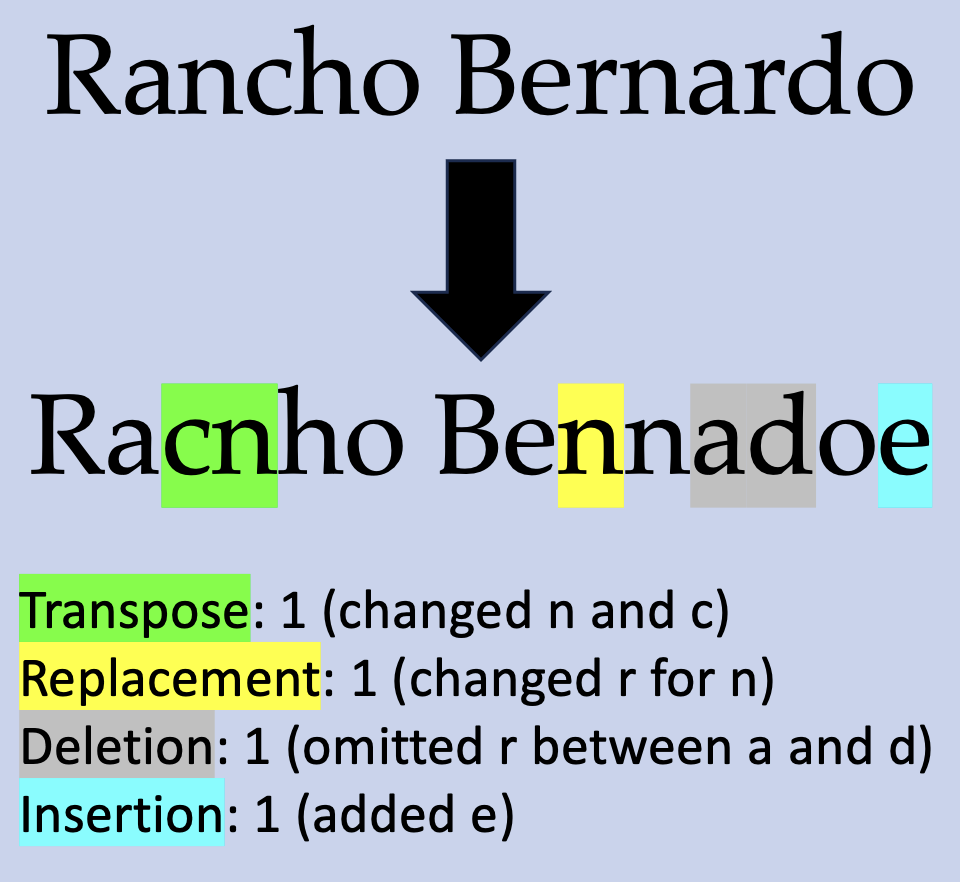 Rancho Bernardo
Racnho Bennadoe
Transpose: 1 (changed n and c)
Replacement: 1 (changed r for n)
Deletion: 1 (omitted r between a and d)
Insertion: 1 (added e)